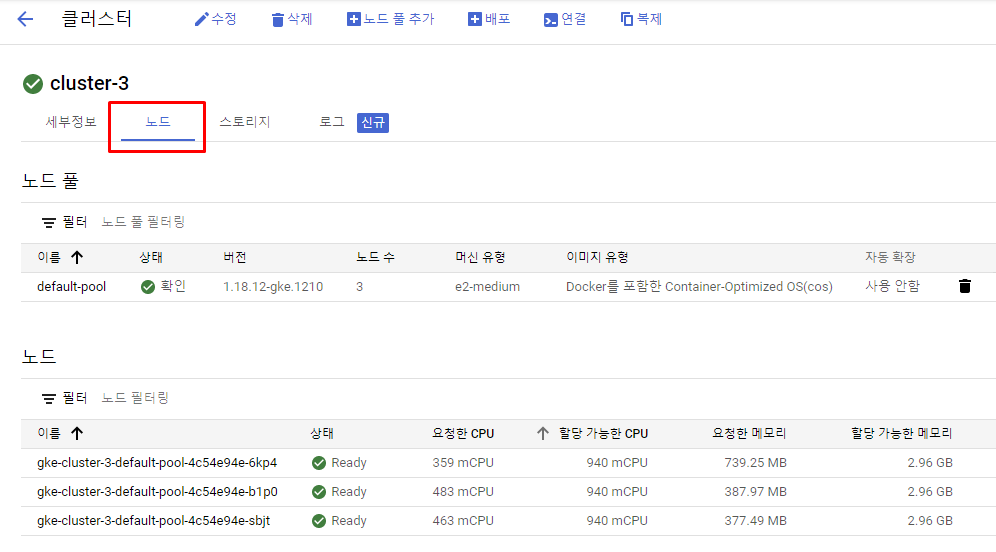 클러스터 수정 삭제 노드 풀 추가 배포 연결 복제
cluster-3
세부정보 노드 스토리지 로그 신규
노드 풀
필터 노드 풀 필터링
이름 상태 버전 노드 수 머신 유형 이미지 유형 자동 확장
default-pool 확인 1.18.12-gke.1210 3 e2-medium Docker를 포함한 Container-Optimized OS(cos) 사용 안함
노드
필터 노드 필터링
이름 상태 요청한 CPU 할당 가능한 CPU 요청한 메모리 할당 가능한 메모리
gke-cluster-3-default-pool-4c54e94e-6kp4 Ready 359 mCPU 940 mCPU 739.25 MB 2.96 GB
gke-cluster-3-default-pool-4c54e94e-b1p0 Ready 483 mCPU 940 mCPU 387.97 MB 2.96 GB
gke-cluster-3-default-pool-4c54e94e-sbjt Ready 463 mCPU 940 mCPU 377.49 MB 2.96 GB